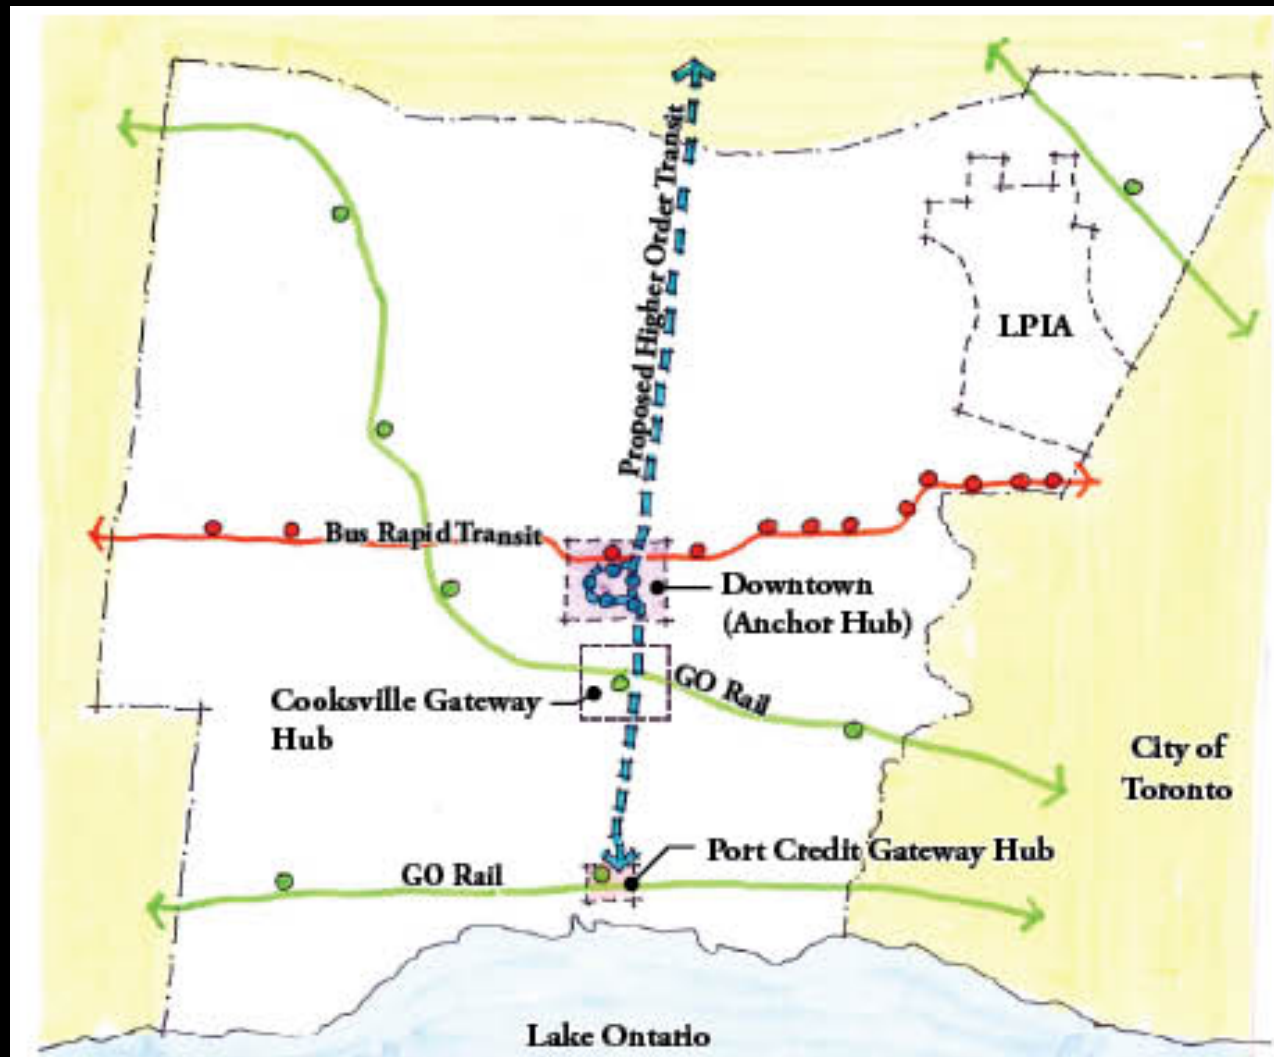 Proposed Higher Order Transit
LPIA
Bus Rapid Transit
Downtown
(Anchor Hub)
GO Rail
Cooksville Gateway
Hub
City of
Toronto
Port Credit Gateway Hub
GO Rail
Lake Ontario